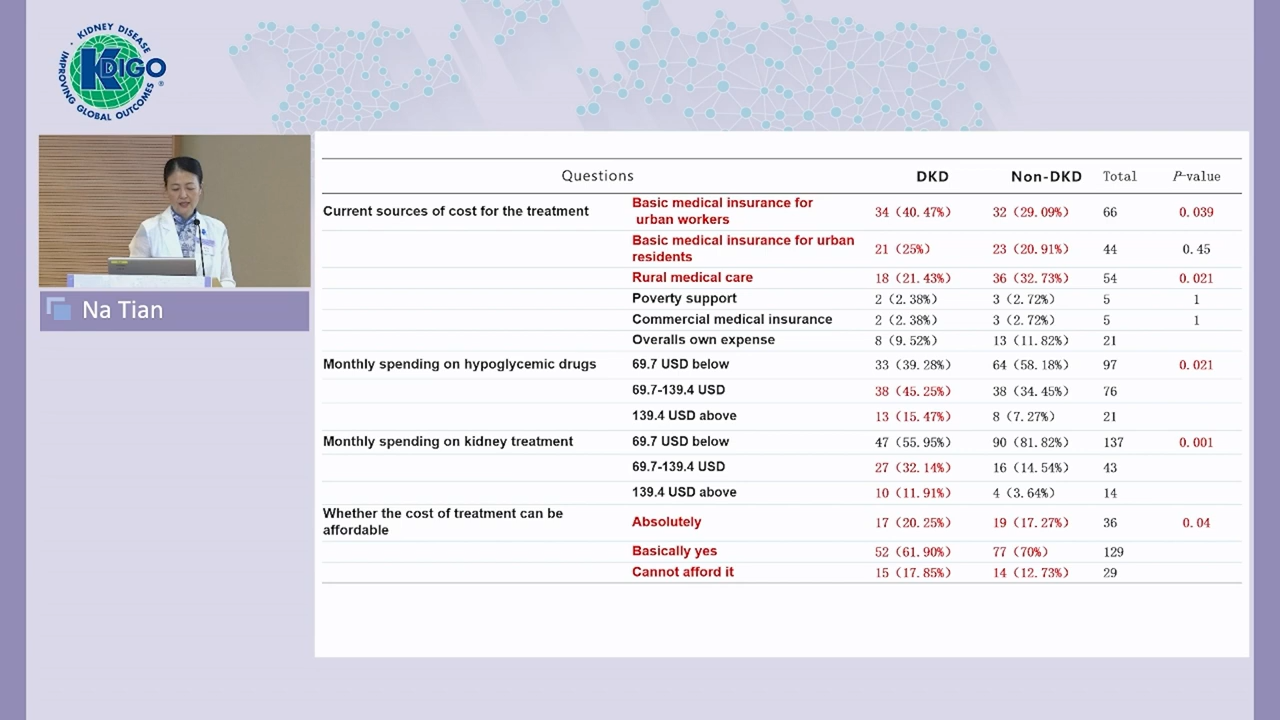 KIDNEY DISEASE
IMPROVING GLOBAL OUTCOMES
KDIGO
®
Na Tian
Questions DKD Non-DKD Total P-value
Current sources of cost for the treatment Basic medical insurance for urban workers 34 (40.47%) 32 (29.09%) 66 0.039
Basic medical insurance for urban residents 21 (25%) 23 (20.91%) 44 0.45
Rural medical care 18 (21.43%) 36 (32.73%) 54 0.021
Poverty support 2 (2.38%) 3 (2.72%) 5 1
Commercial medical insurance 2 (2.38%) 3 (2.72%) 5 1
Overalls own expense 8 (9.52%) 13 (11.82%) 21
Monthly spending on hypoglycemic drugs 69.7 USD below 33 (39.28%) 64 (58.18%) 97 0.021
69.7-139.4 USD 38 (45.25%) 38 (34.45%) 76
139.4 USD above 13 (15.47%) 8 (7.27%) 21
Monthly spending on kidney treatment 69.7 USD below 47 (55.95%) 90 (81.82%) 137 0.001
69.7-139.4 USD 27 (32.14%) 16 (14.54%) 43
139.4 USD above 10 (11.91%) 4 (3.64%) 14
Whether the cost of treatment can be affordable Absolutely 17 (20.25%) 19 (17.27%) 36 0.04
Basically yes 52 (61.90%) 77 (70%) 129
Cannot afford it 15 (17.85%) 14 (12.73%) 29